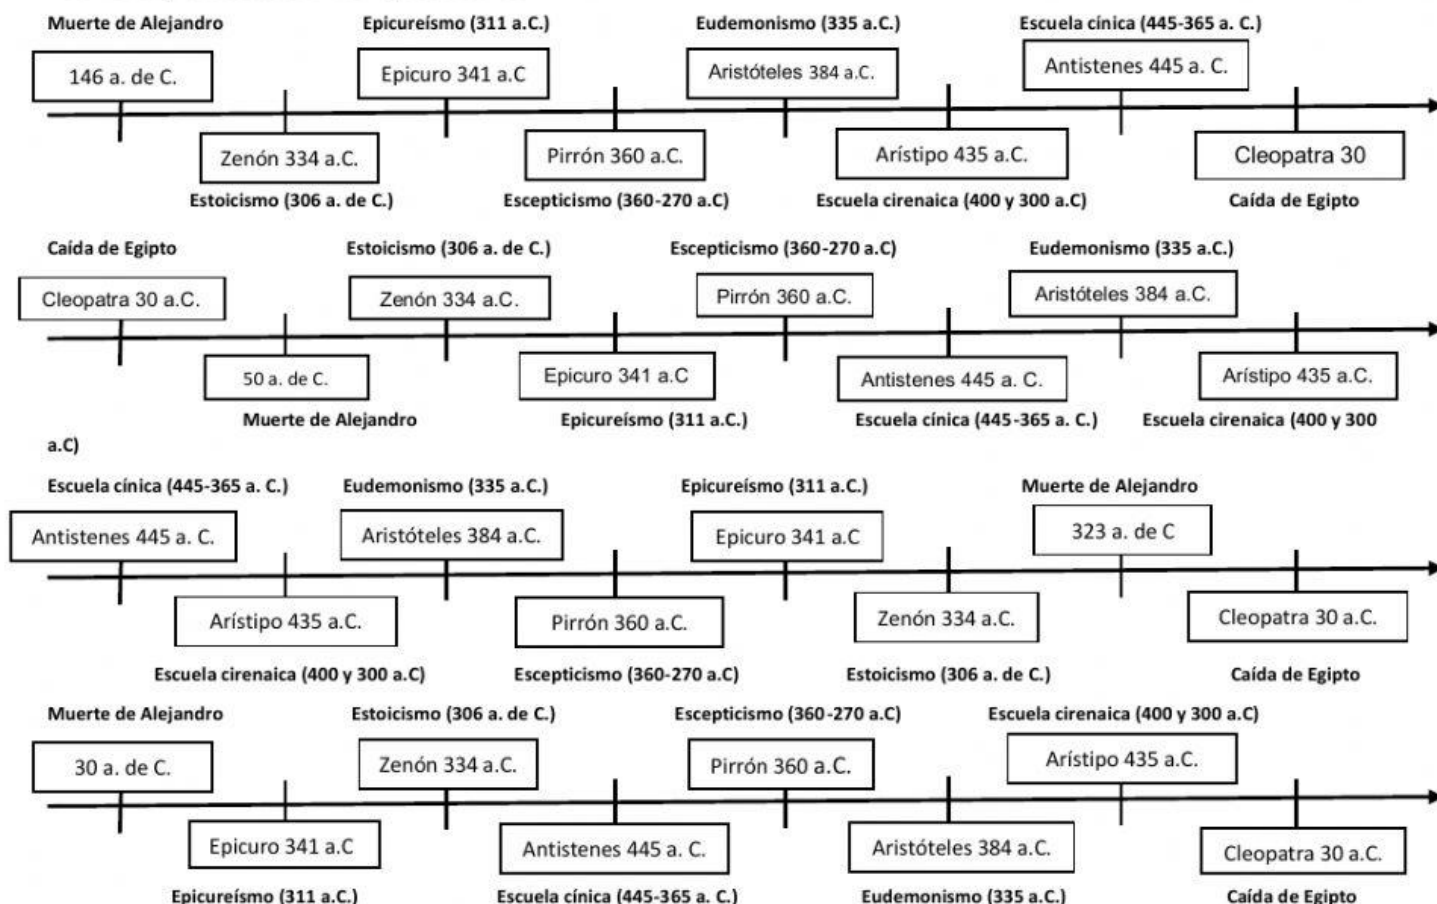 Muerte de Alejandro Epicureísmo (311 a.C.) Eudemonismo (335 a.C.) Escuela cínica (445-365 a. C.)
146 a. de C. Epicuro 341 a.C Aristóteles 384 a.C. Antistenes 445 a. C.
Zenón 334 a.C. Pirrón 360 a.C. Arístipo 435 a.C. Cleopatra 30
Estoicismo (306 a. de C.) Escepticismo (360-270 a.C) Escuela cirenaica (400 y 300 a.C) Caída de Egipto
Caída de Egipto Estoicismo (306 a. de C.) Escepticismo (360-270 a.C) Eudemonismo (335 a.C.)
Cleopatra 30 a.C. Zenón 334 a.C. Pirrón 360 a.C. Aristóteles 384 a.C.
50 a. de C. Epicuro 341 a.C Antistenes 445 a. C. Arístipo 435 a.C.
Muerte de Alejandro Epicureísmo (311 a.C.) Escuela cínica (445-365 a. C.) Escuela cirenaica (400 y 300
a.C)
Escuela cínica (445-365 a. C.) Eudemonismo (335 a.C.) Epicureísmo (311 a.C.) Muerte de Alejandro
Antistenes 445 a. C. Aristóteles 384 a.C. Epicuro 341 a.C 323 a. de C
Arístipo 435 a.C. Pirrón 360 a.C. Zenón 334 a.C. Cleopatra 30 a.C.
Escuela cirenaica (400 y 300 a.C) Escepticismo (360-270 a.C) Estoicismo (306 a. de C.) Caída de Egipto
Muerte de Alejandro Estoicismo (306 a. de C.) Escepticismo (360-270 a.C) Escuela cirenaica (400 y 300 a.C)
30 a. de C. Zenón 334 a.C. Pirrón 360 a.C. Arístipo 435 a.C.
Epicuro 341 a.C Antistenes 445 a. C. Aristóteles 384 a.C. Cleopatra 30 a.C.
Epicureísmo (311 a.C.) Escuela cínica (445-365 a. C.) Eudemonismo (335 a.C.) Caída de Egipto